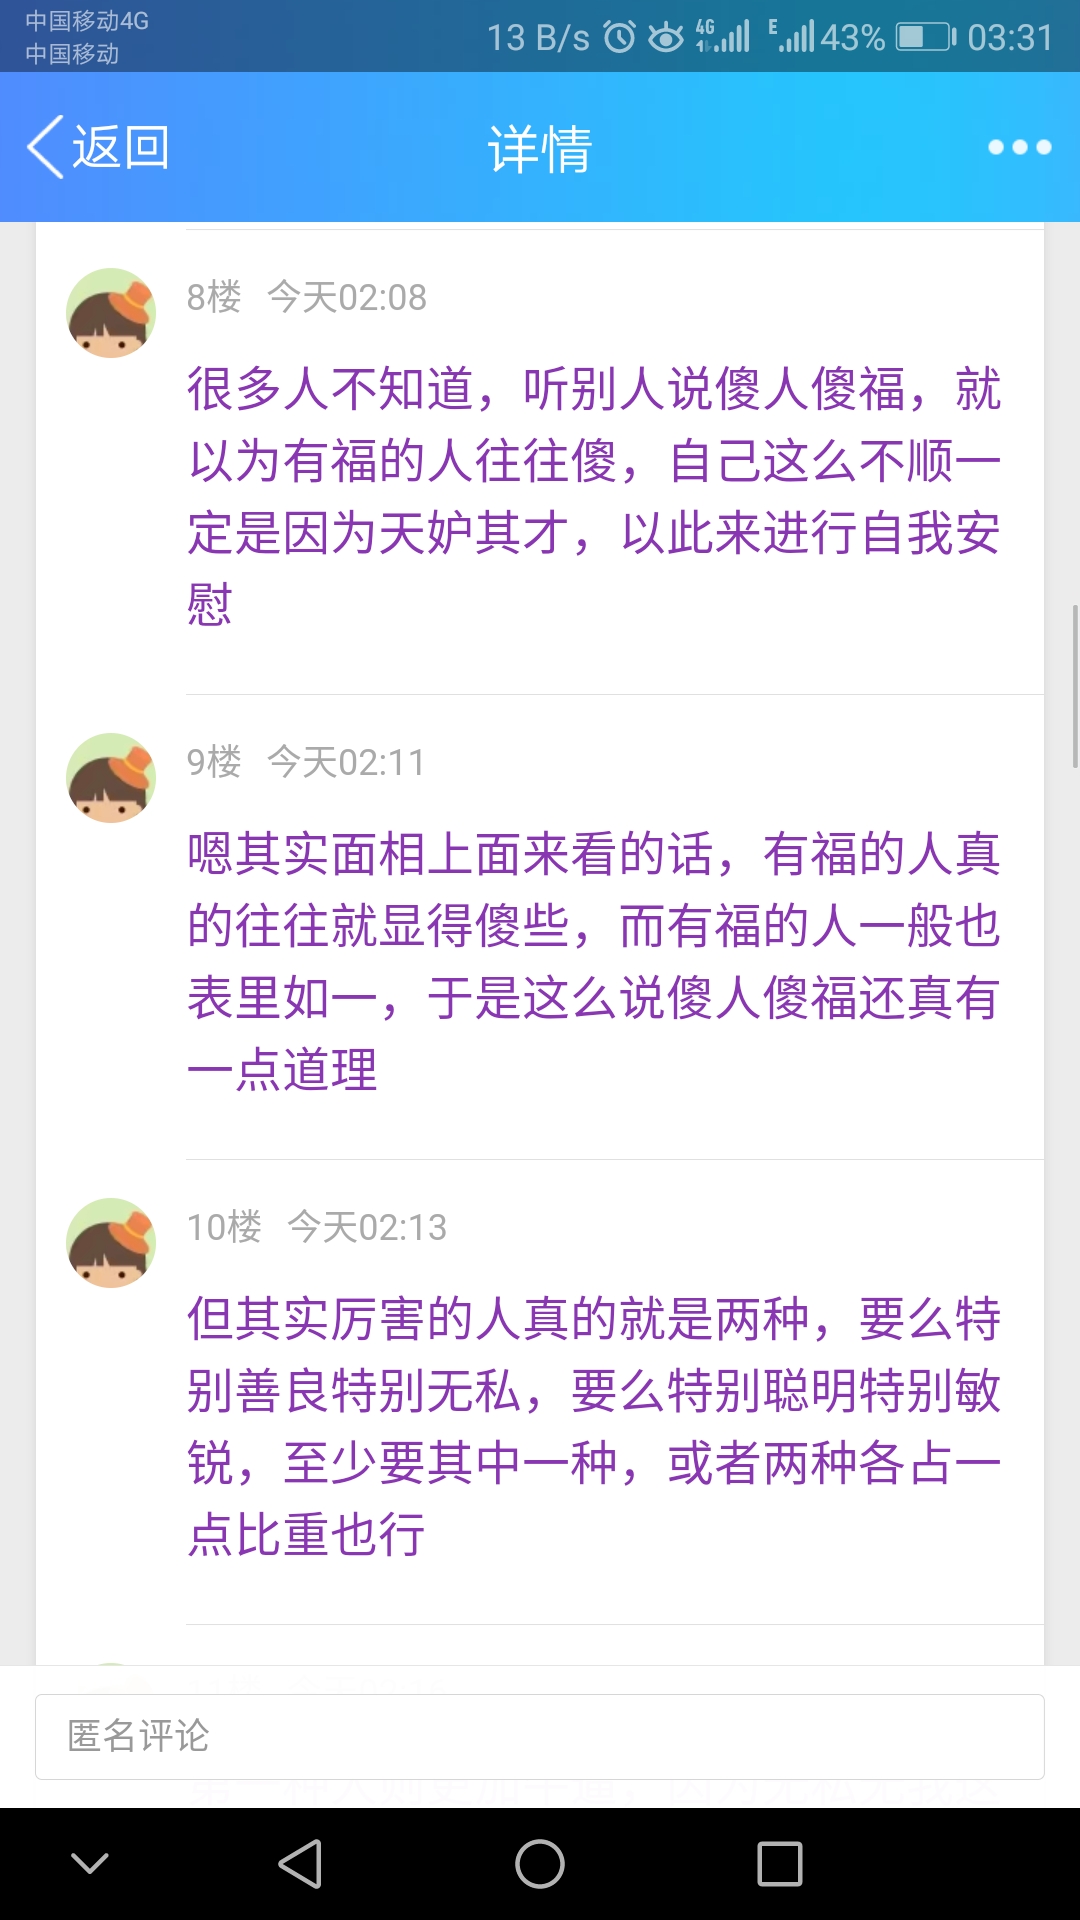 中国移动4G
中国移动
13 B/s 4G E 43% 03:31
返回 详情
8楼 今天02:08
很多人不知道，听别人说傻人傻福，就
以为有福的人往往傻，自己这么不顺一
定是因为天妒其才，以此来进行自我安
慰
9楼 今天02:11
嗯其实面相上面来看的话，有福的人真
的往往就显得傻些，而有福的人一般也
表里如一，于是这么说傻人傻福还真有
一点道理
10楼 今天02:13
但其实厉害的人真的就是两种，要么特
别善良特别无私，要么特别聪明特别敏
锐，至少要其中一种，或者两种各占一
点比重也行
匿名评论